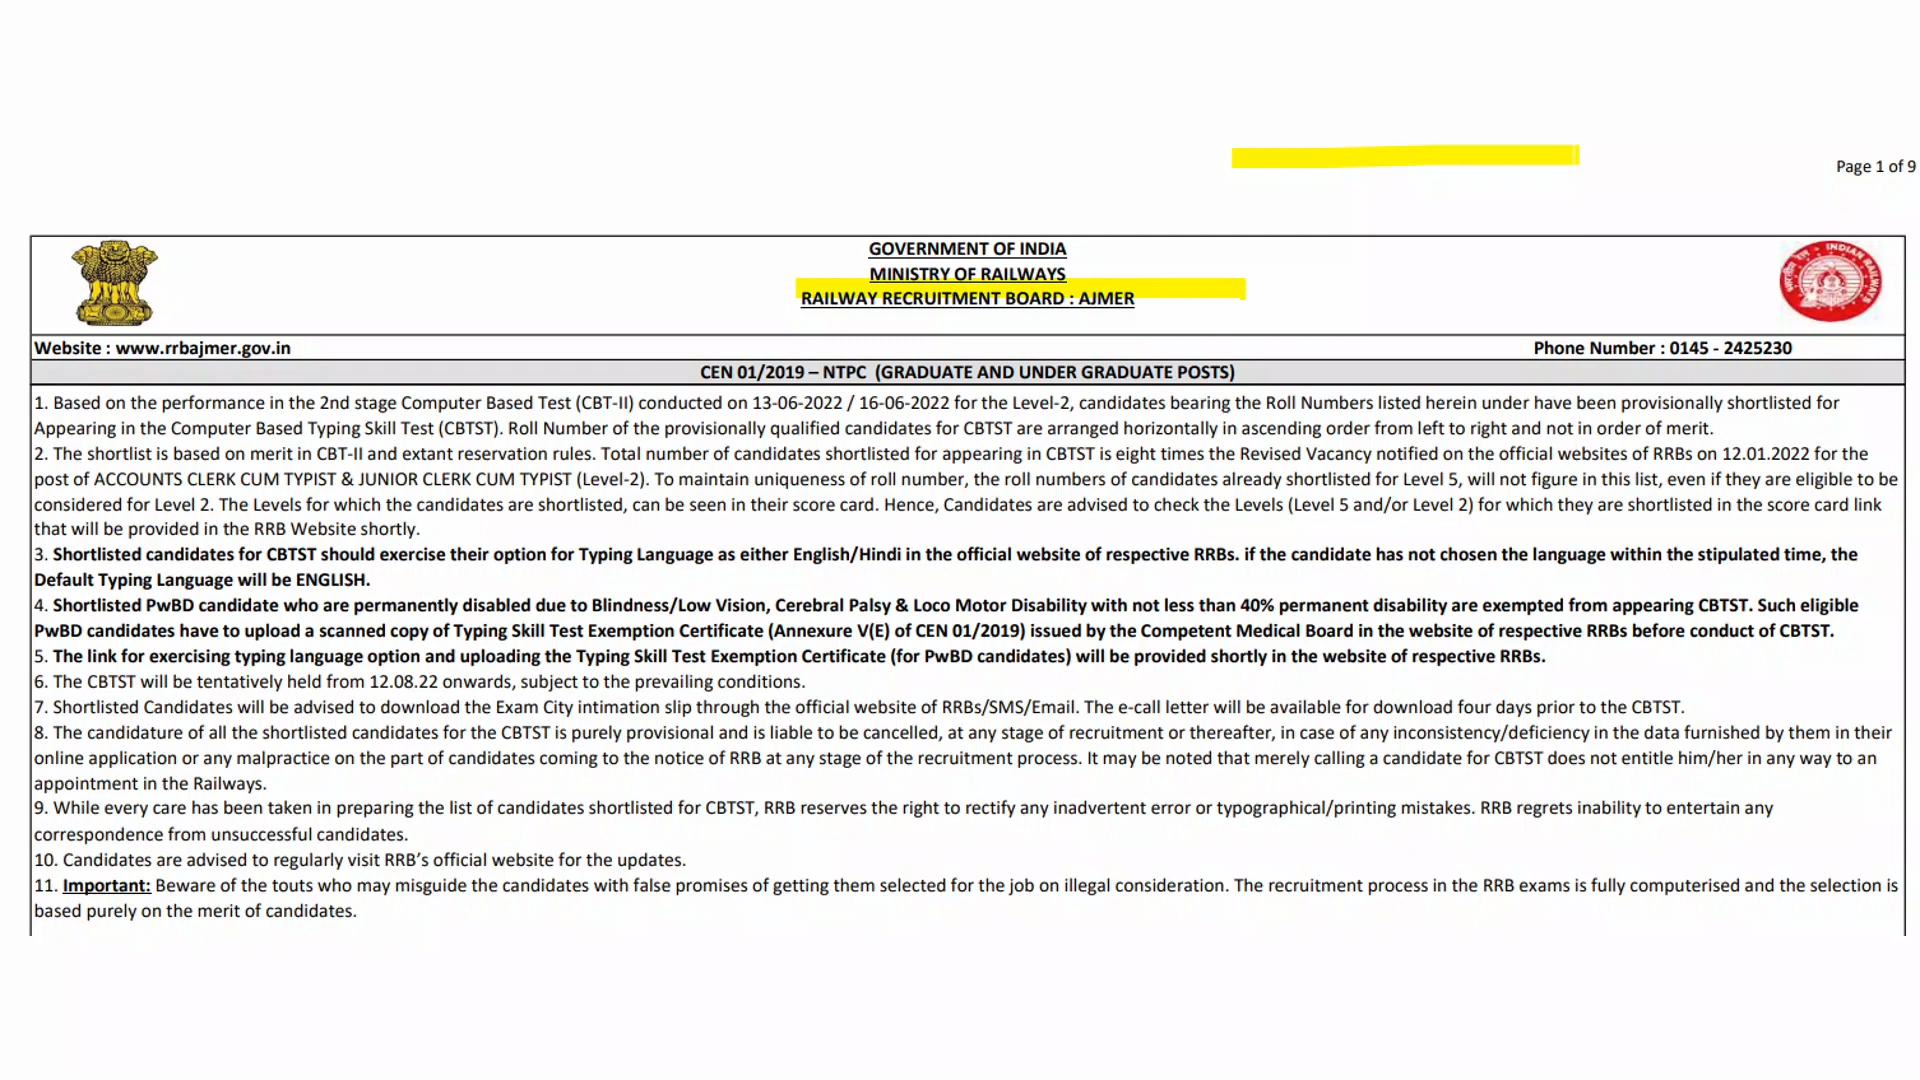 Page 1 of 9
GOVERNMENT OF INDIA
MINISTRY OF RAILWAYS
RAILWAY RECRUITMENT BOARD : AJMER
INDIAN RAILWAYS
Website : www.rrbajmer.gov.in
Phone Number : 0145 - 2425230
CEN 01/2019 – NTPC (GRADUATE AND UNDER GRADUATE POSTS)
1. Based on the performance in the 2nd stage Computer Based Test (CBT-II) conducted on 13-06-2022 / 16-06-2022 for the Level-2, candidates bearing the Roll Numbers listed herein under have been provisionally shortlisted for
Appearing in the Computer Based Typing Skill Test (CBTST). Roll Number of the provisionally qualified candidates for CBTST are arranged horizontally in ascending order from left to right and not in order of merit.
2. The shortlist is based on merit in CBT-II and extant reservation rules. Total number of candidates shortlisted for appearing in CBTST is eight times the Revised Vacancy notified on the official websites of RRBs on 12.01.2022 for the
post of ACCOUNTS CLERK CUM TYPIST & JUNIOR CLERK CUM TYPIST (Level-2). To maintain uniqueness of roll number, the roll numbers of candidates already shortlisted for Level 5, will not figure in this list, even if they are eligible to be
considered for Level 2. The Levels for which the candidates are shortlisted, can be seen in their score card. Hence, Candidates are advised to check the Levels (Level 5 and/or Level 2) for which they are shortlisted in the score card link
that will be provided in the RRB Website shortly.
3. Shortlisted candidates for CBTST should exercise their option for Typing Language as either English/Hindi in the official website of respective RRBs. if the candidate has not chosen the language within the stipulated time, the
Default Typing Language will be ENGLISH.
4. Shortlisted PwBD candidate who are permanently disabled due to Blindness/Low Vision, Cerebral Palsy & Loco Motor Disability with not less than 40% permanent disability are exempted from appearing CBTST. Such eligible
PwBD candidates have to upload a scanned copy of Typing Skill Test Exemption Certificate (Annexure V(E) of CEN 01/2019) issued by the Competent Medical Board in the website of respective RRBs before conduct of CBTST.
5. The link for exercising typing language option and uploading the Typing Skill Test Exemption Certificate (for PwBD candidates) will be provided shortly in the website of respective RRBs.
6. The CBTST will be tentatively held from 12.08.22 onwards, subject to the prevailing conditions.
7. Shortlisted Candidates will be advised to download the Exam City intimation slip through the official website of RRBs/SMS/Email. The e-call letter will be available for download four days prior to the CBTST.
8. The candidature of all the shortlisted candidates for the CBTST is purely provisional and is liable to be cancelled, at any stage of recruitment or thereafter, in case of any inconsistency/deficiency in the data furnished by them in their
online application or any malpractice on the part of candidates coming to the notice of RRB at any stage of the recruitment process. It may be noted that merely calling a candidate for CBTST does not entitle him/her in any way to an
appointment in the Railways.
9. While every care has been taken in preparing the list of candidates shortlisted for CBTST, RRB reserves the right to rectify any inadvertent error or typographical/printing mistakes. RRB regrets inability to entertain any
correspondence from unsuccessful candidates.
10. Candidates are advised to regularly visit RRB’s official website for the updates.
11. Important: Beware of the touts who may misguide the candidates with false promises of getting them selected for the job on illegal consideration. The recruitment process in the RRB exams is fully computerised and the selection is
based purely on the merit of candidates.